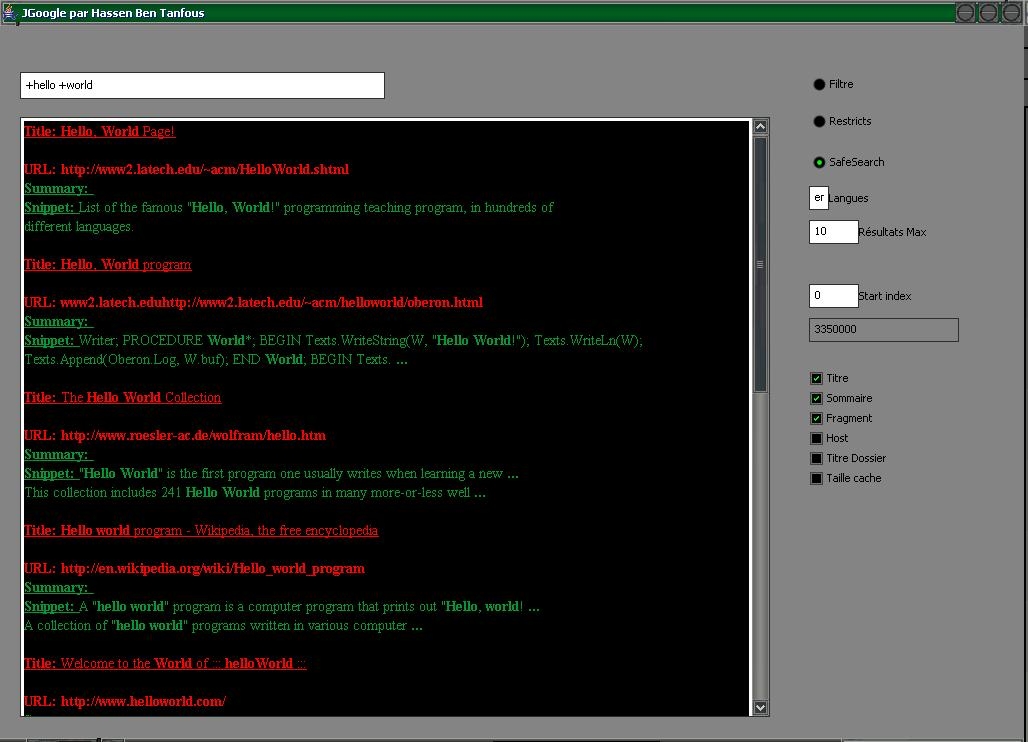 JGoogle par Hassen Ben Tanfous
+hello +world
Title: Hello, World Page!
URL: http://www2.latech.edu/~acm/HelloWorld.shtml
Summary:
Snippet: List of the famous "Hello, World!" programming teaching program, in hundreds of
different languages.
Title: Hello, World program
URL: www2.latech.eduhttp://www2.latech.edu/~acm/helloworld/oberon.html
Summary:
Snippet: Writer; PROCEDURE World*; BEGIN Texts.WriteString(W, "Hello World!"); Texts.WriteLn(W);
Texts.Append(Oberon.Log, W.buf); END World; BEGIN Texts. ...
Title: The Hello World Collection
URL: http://www.roesler-ac.de/wolfram/hello.htm
Summary:
Snippet: "Hello World" is the first program one usually writes when learning a new ...
This collection includes 241 Hello World programs in many more-or-less well ...
Title: Hello world program - Wikipedia, the free encyclopedia
URL: http://en.wikipedia.org/wiki/Hello_world_program
Summary:
Snippet: A "hello world" program is a computer program that prints out "Hello, world! ...
A collection of "hello world" programs written in various computer ...
Title: Welcome to the World of ::: helloWorld :::
URL: http://www.helloworld.com/
Filtre
Restricts
SafeSearch
er Langues
10 Résultats Max
0 Start index
3350000
Titre
Sommaire
Fragment
Host
Titre Dossier
Taille cache